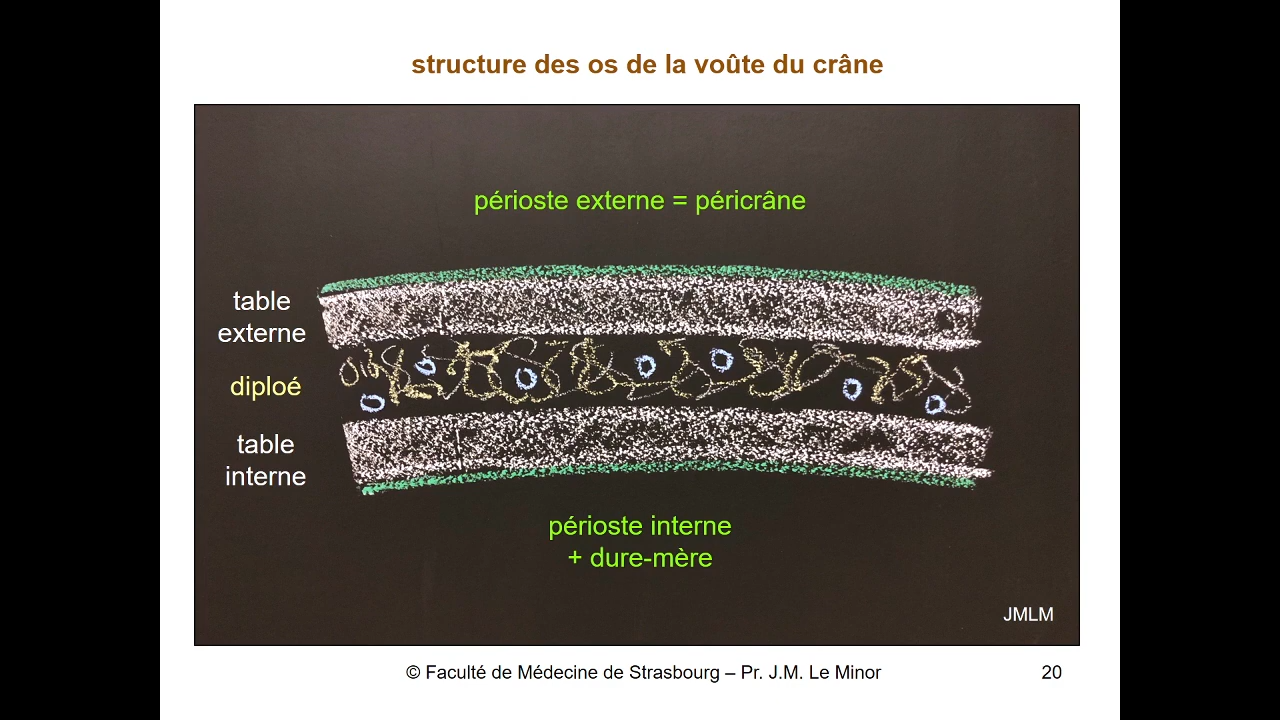 structure des os de la voûte du crâne
périoste externe = péricrâne
table
externe
diploé
table
interne
périoste interne
+ dure-mère
JMLM
© Faculté de Médecine de Strasbourg – Pr. J.M. Le Minor
20